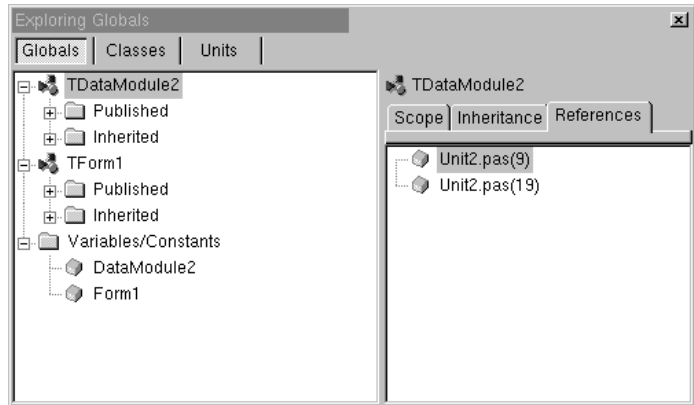 Exploring Globals
Globals Classes Units
TDataModule2
Published
Inherited
TForm1
Published
Inherited
Variables/Constants
DataModule2
Form1
TDataModule2
Scope Inheritance References
Unit2.pas(9)
Unit2.pas(19)